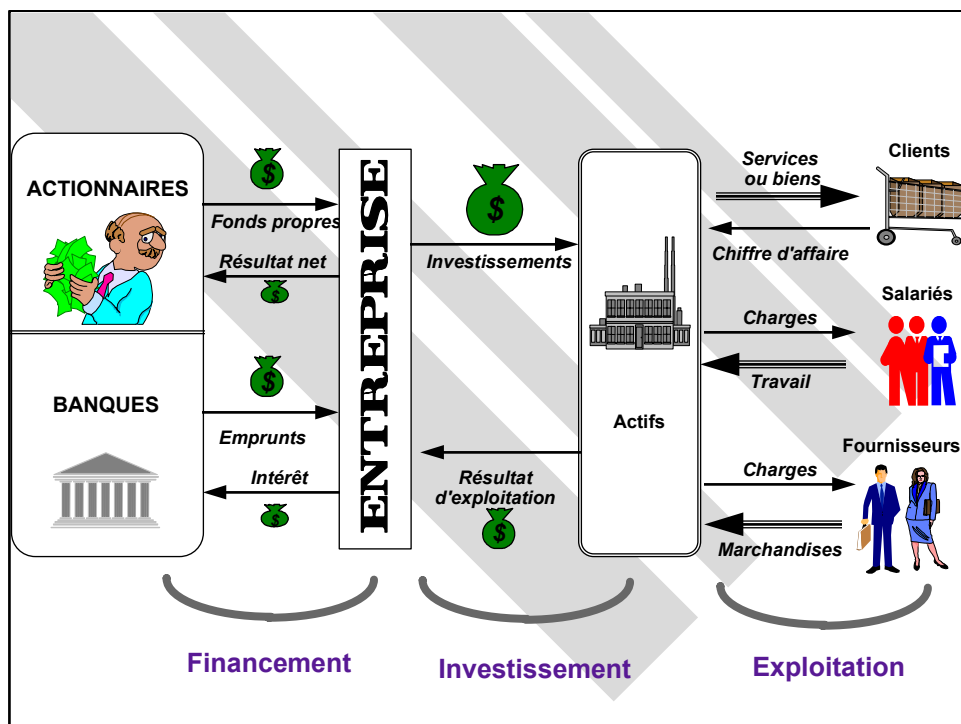 ACTIONNAIRES
$
Fonds propres
Résultat net
$
BANQUES
$
Emprunts
Intérêt
$
ENTREPRISE
$
Investissements
Résultat
d'exploitation
$
Actifs
Services
ou biens
Clients
Chiffre d'affaire
Salariés
Charges
Travail
Fournisseurs
Charges
Marchandises
Financement
Investissement
Exploitation